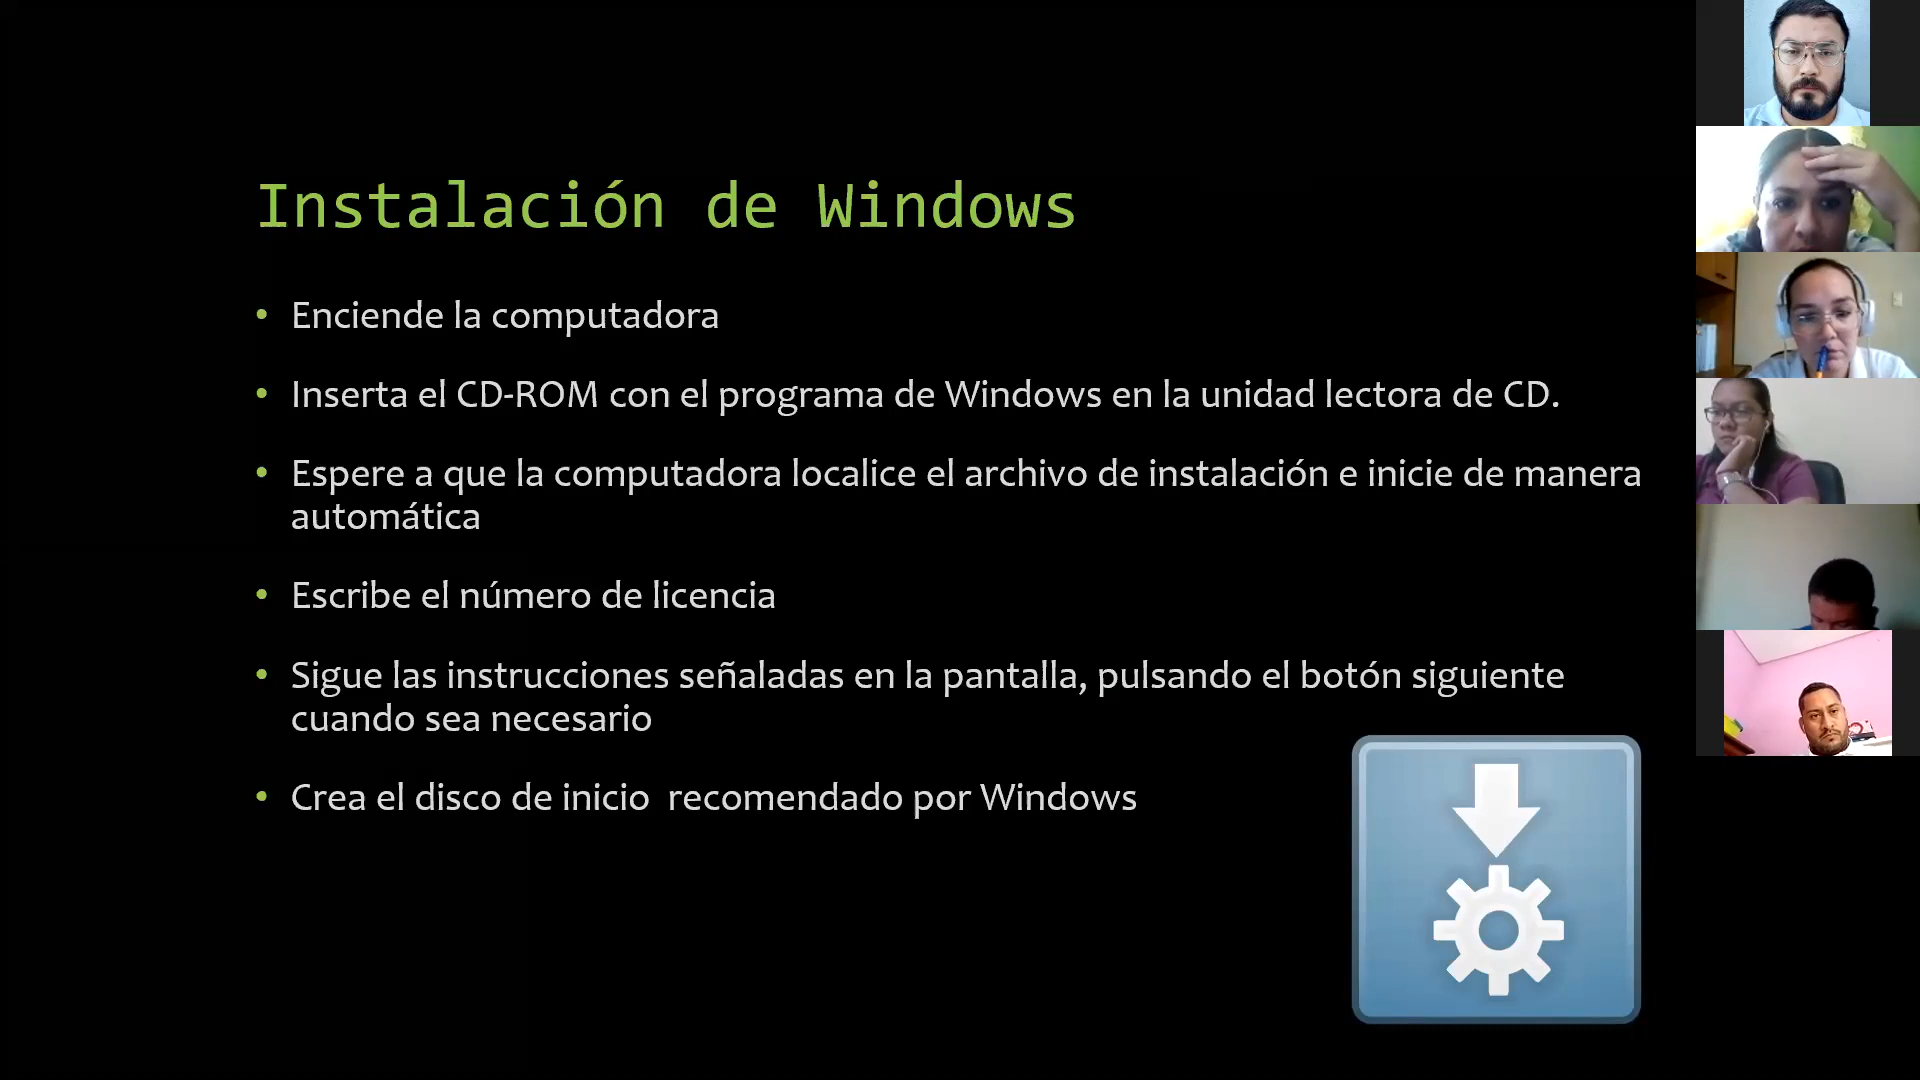 Instalación de Windows
• Enciende la computadora
• Inserta el CD-ROM con el programa de Windows en la unidad lectora de CD.
• Espere a que la computadora localice el archivo de instalación e inicie de manera
automática
• Escribe el número de licencia
• Sigue las instrucciones señaladas en la pantalla, pulsando el botón siguiente
cuando sea necesario
• Crea el disco de inicio  recomendado por Windows